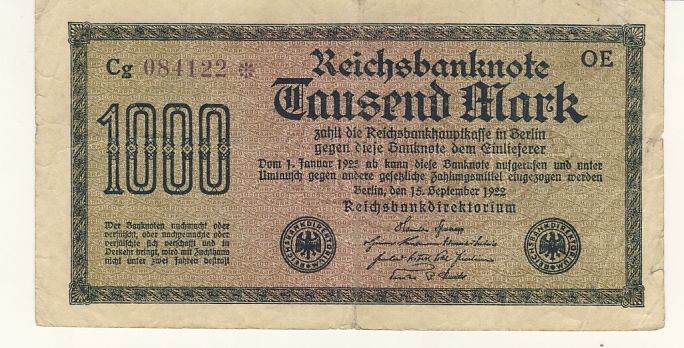 Cg 084122 *
OE
Reichsbanknote
Tausend Mark
1000
zahlt die Reichsbankhauptkasse in Berlin
gegen diese Banknote dem Einlieferer
Vom 1. Januar 1923 ab kann diese Banknote aufgerufen und unter
Umtausch gegen andere gesetzliche Zahlungsmittel eingezogen werden
Berlin, den 15. September 1922
Reichsbankdirektorium
Wer Banknoten nachmacht oder
verfälscht, oder nachgemachte oder
verfälschte sich verschafft und in
Verkehr bringt, wird mit Zuchthaus
nicht unter zwei Jahren bestraft
REICHSBANKDIREKTORIUM
REICHSBANKDIREKTORIUM